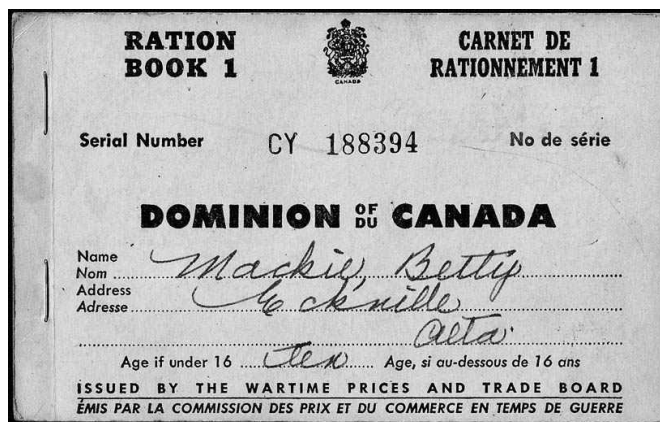 RATION BOOK 1
CANADA
CARNET DE RATIONNEMENT 1
Serial Number CY 188394 No de série
DOMINION OF DU CANADA
Name
Nom Mackie, Betty
Address
Adresse Eckville
Alta.
Age if under 16 Ten Age, si au-dessous de 16 ans
ISSUED BY THE WARTIME PRICES AND TRADE BOARD
ÉMIS PAR LA COMMISSION DES PRIX ET DU COMMERCE EN TEMPS DE GUERRE